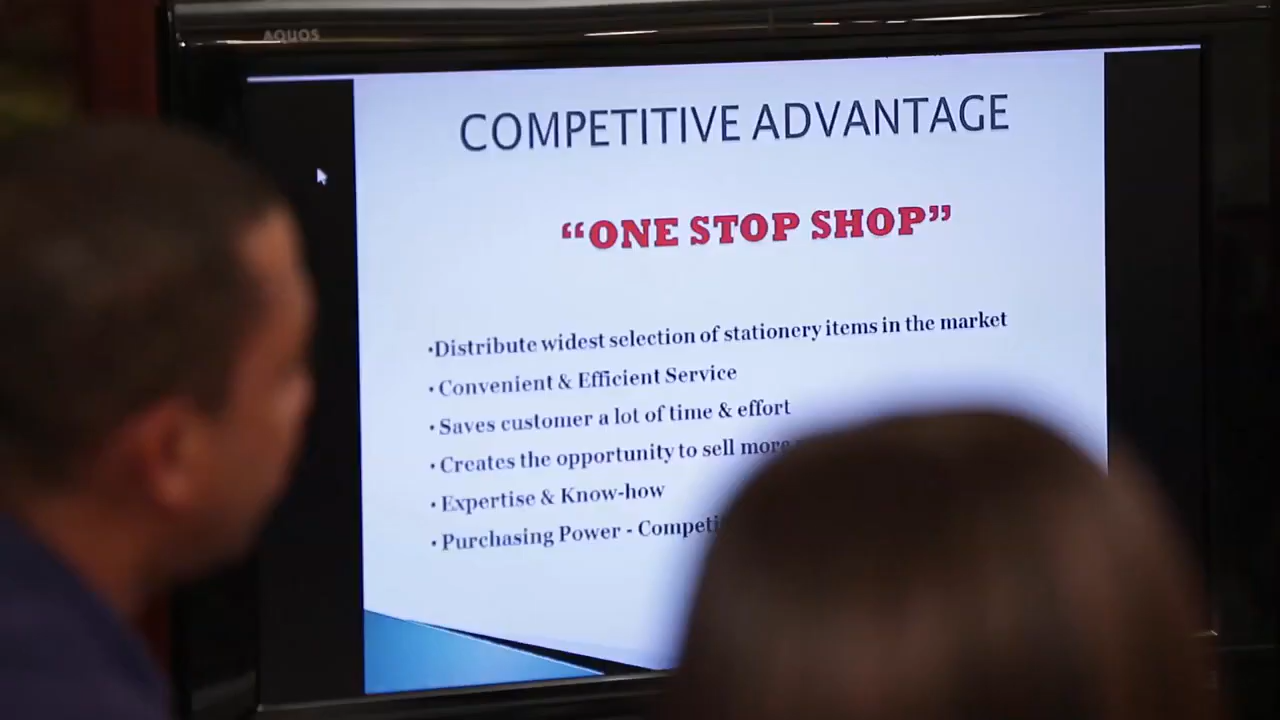 AQUOS
COMPETITIVE ADVANTAGE
“ONE STOP SHOP”
•Distribute widest selection of stationery items in the market
• Convenient & Efficient Service
• Saves customer a lot of time & effort
• Creates the opportunity to sell more
• Expertise & Know-how
• Purchasing Power - Competi